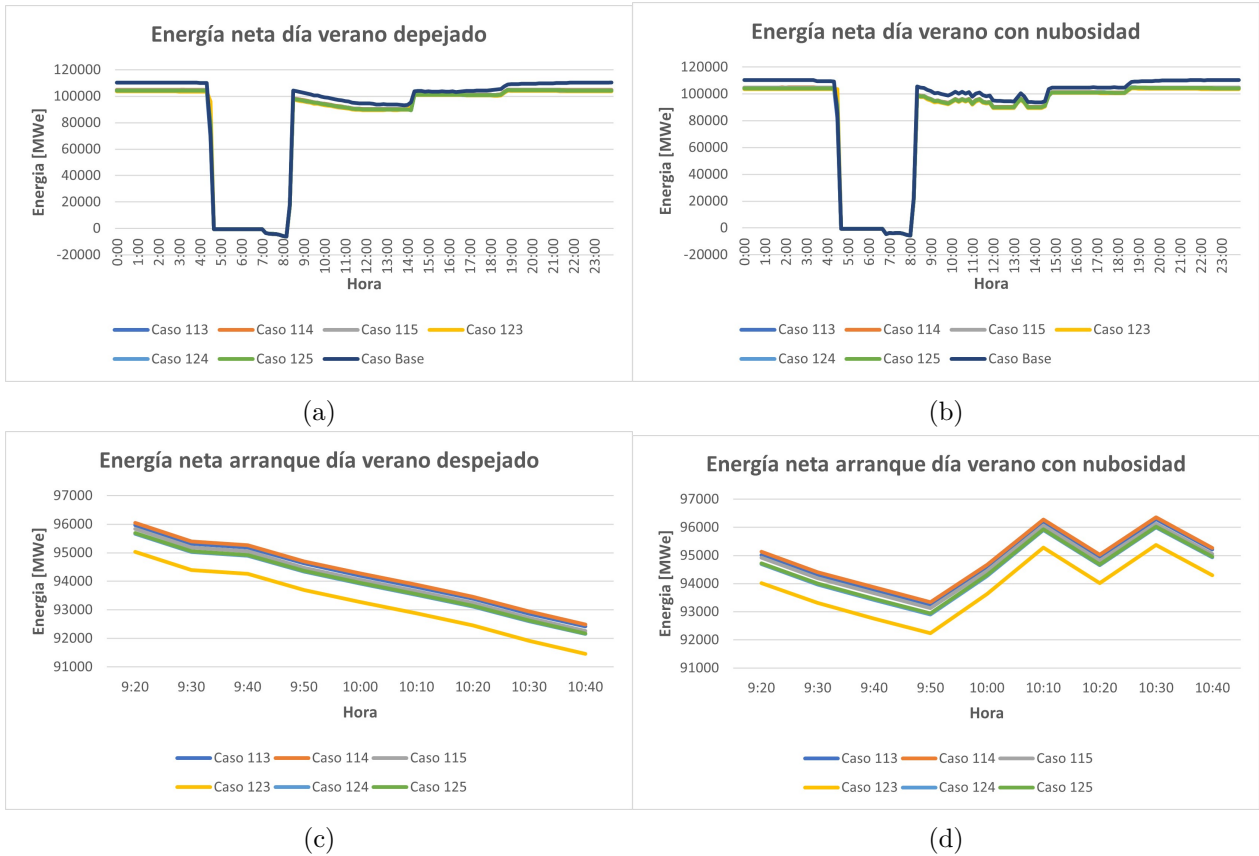 Energía neta día verano depejado
120000
100000
80000
60000
40000
20000
0
-20000
Energia [MWe]
0:00 1:00 2:00 3:00 4:00 5:00 6:00 7:00 8:00 9:00 10:00 11:00 12:00 13:00 14:00 15:00 16:00 17:00 18:00 19:00 20:00 21:00 22:00 23:00
Hora
Caso 113 Caso 114 Caso 115 Caso 123
Caso 124 Caso 125 Caso Base
(a)
Energía neta día verano con nubosidad
120000
100000
80000
60000
40000
20000
0
-20000
Energia [MWe]
0:00 1:00 2:00 3:00 4:00 5:00 6:00 7:00 8:00 9:00 10:00 11:00 12:00 13:00 14:00 15:00 16:00 17:00 18:00 19:00 20:00 21:00 22:00 23:00
Hora
Caso 113 Caso 114 Caso 115 Caso 123
Caso 124 Caso 125 Caso Base
(b)
Energía neta arranque día verano despejado
97000
96000
95000
94000
93000
92000
91000
Energia [MWe]
9:20 9:30 9:40 9:50 10:00 10:10 10:20 10:30 10:40
Hora
Caso 113 Caso 114 Caso 115
Caso 123 Caso 124 Caso 125
(c)
Energía neta arranque día verano con nubosidad
97000
96000
95000
94000
93000
92000
91000
Energia [MWe]
9:20 9:30 9:40 9:50 10:00 10:10 10:20 10:30 10:40
Hora
Caso 113 Caso 114 Caso 115
Caso 123 Caso 124 Caso 125
(d)